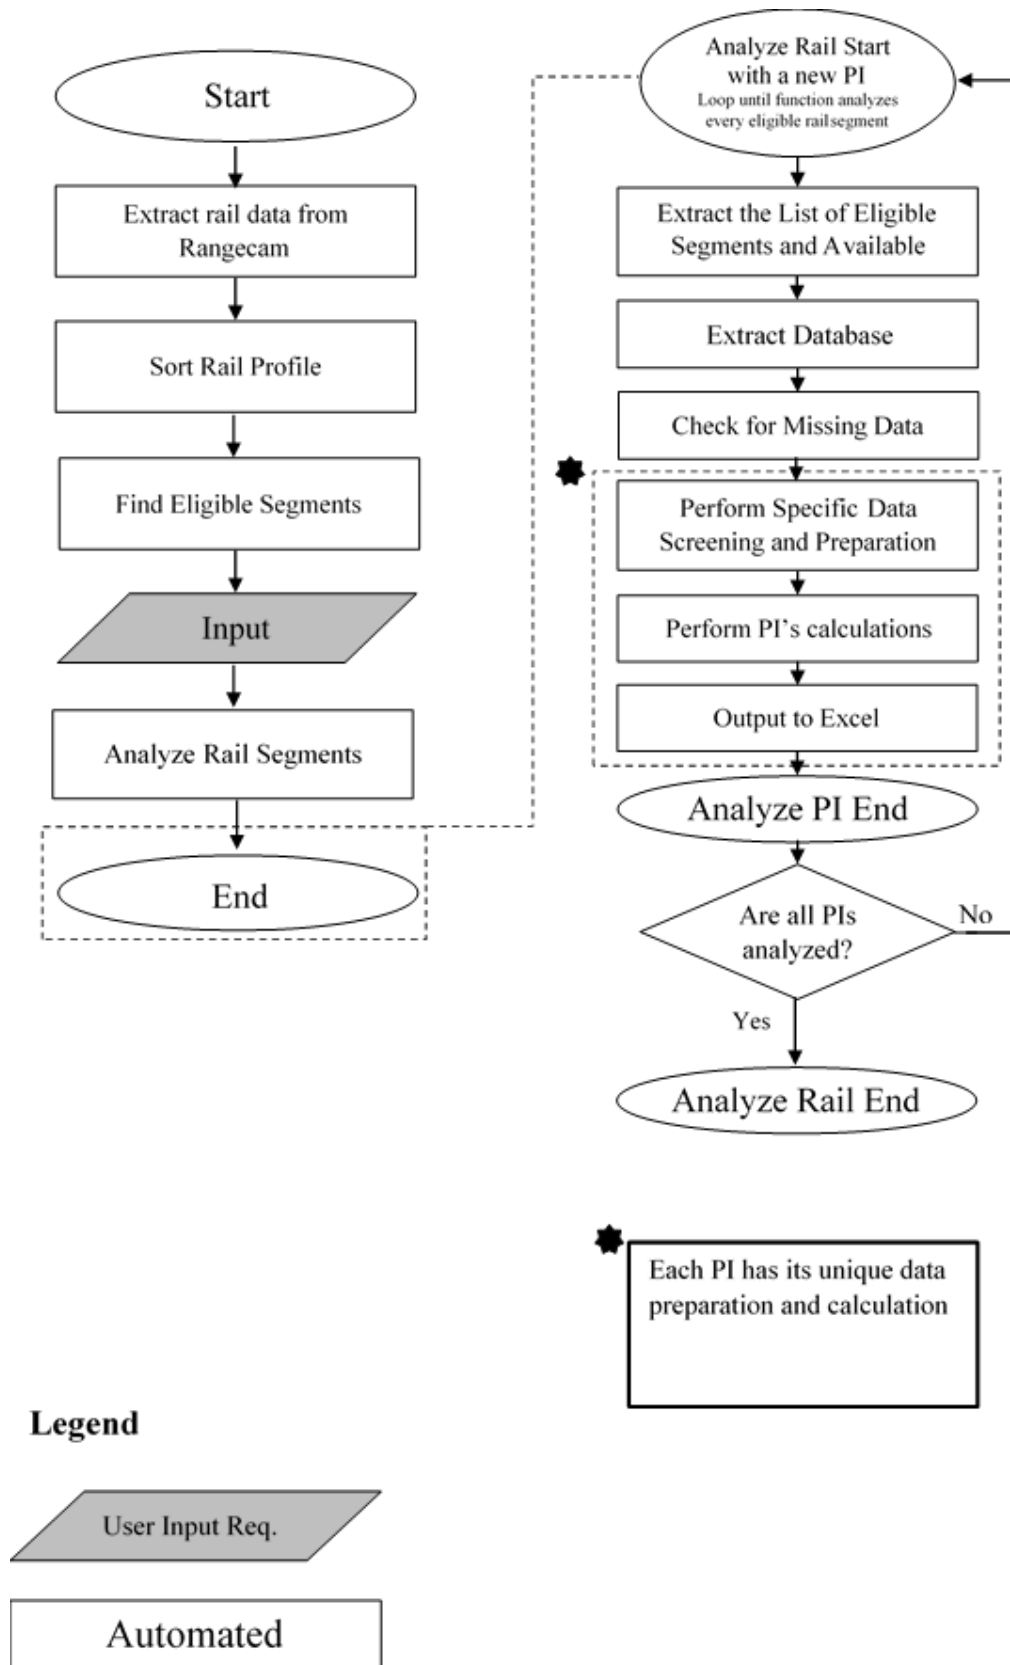 Start
Extract rail data from
Rangecam
Sort Rail Profile
Find Eligible Segments
Input
Analyze Rail Segments
End
Analyze Rail Start
with a new PI
Loop until function analyzes
every eligible railsegment
Extract the List of Eligible
Segments and Available
Extract Database
Check for Missing Data
Perform Specific Data
Screening and Preparation
Perform PI's calculations
Output to Excel
Analyze PI End
Are all PIs
analyzed?
No
Yes
Analyze Rail End
Each PI has its unique data
preparation and calculation
Legend
User Input Req.
Automated